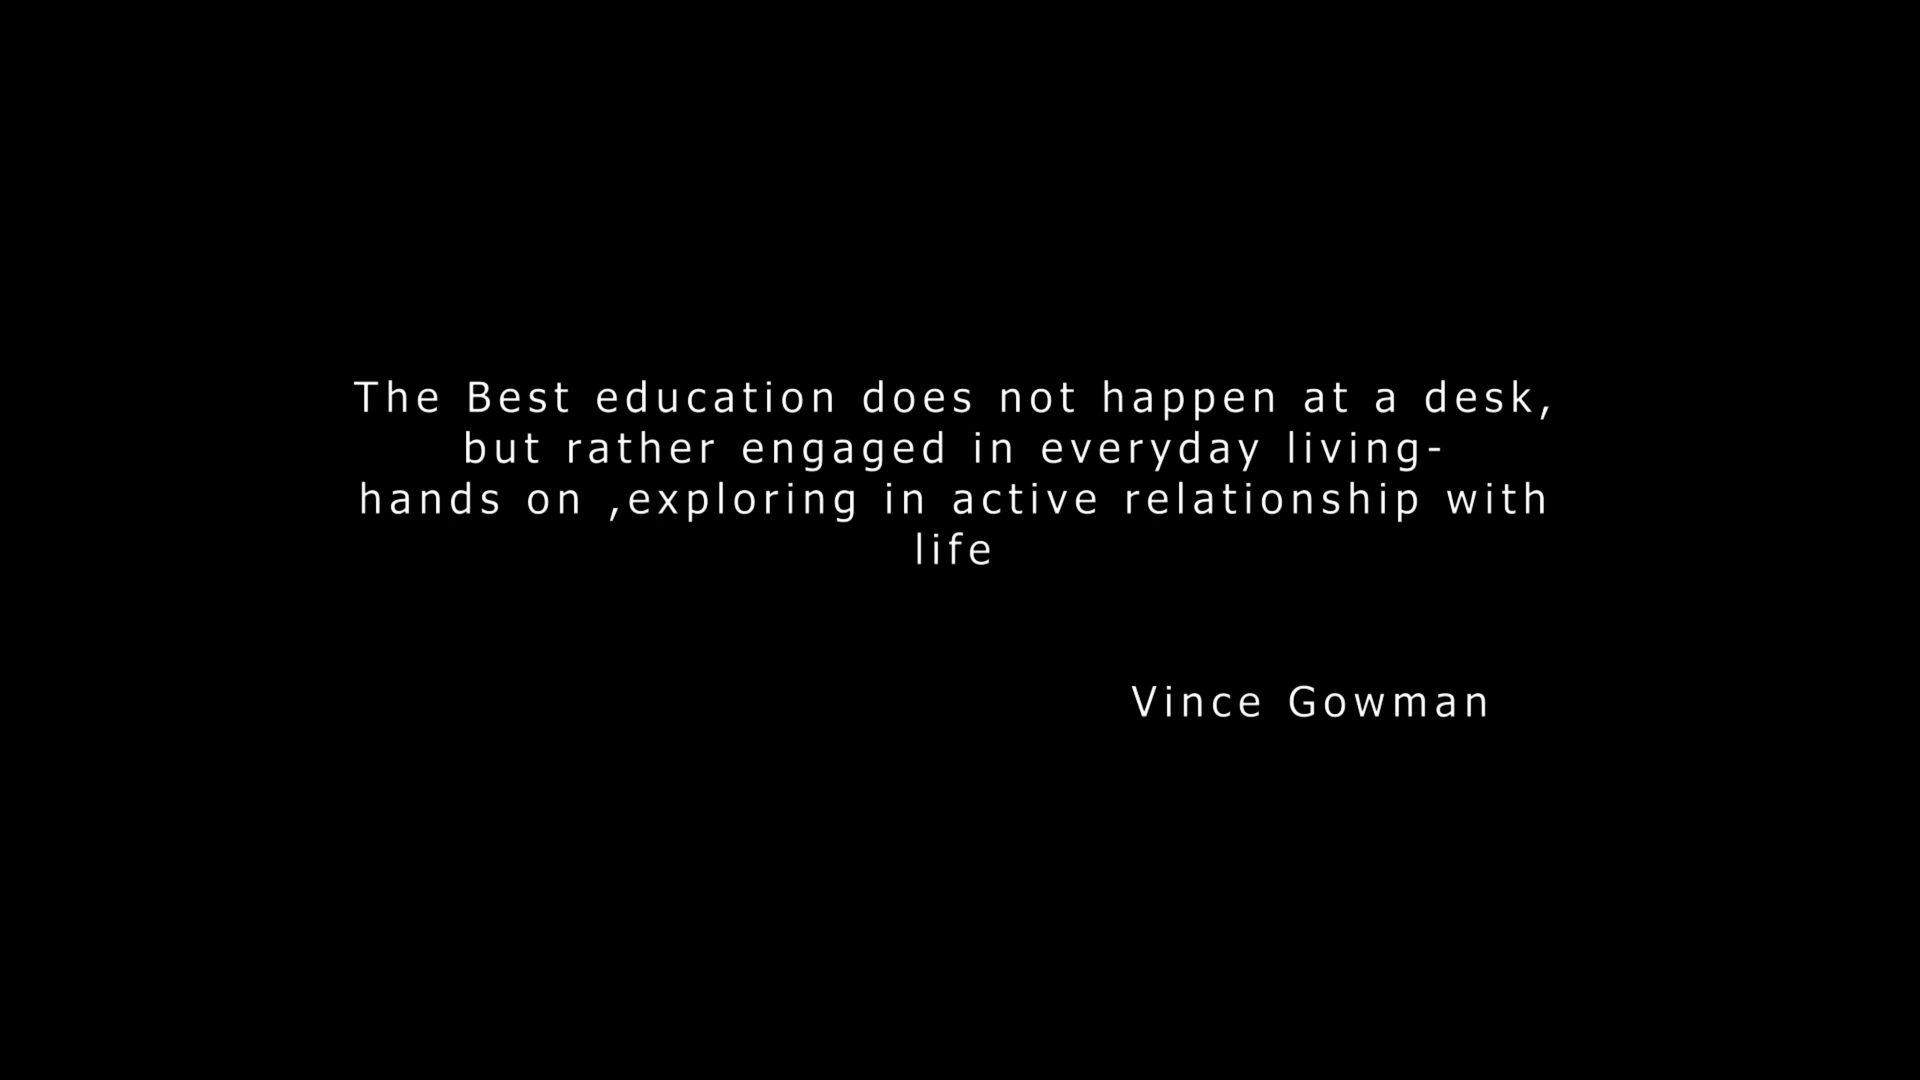 The Best education does not happen at a desk,
but rather engaged in everyday living-
hands on ,exploring in active relationship with
life
Vince Gowman